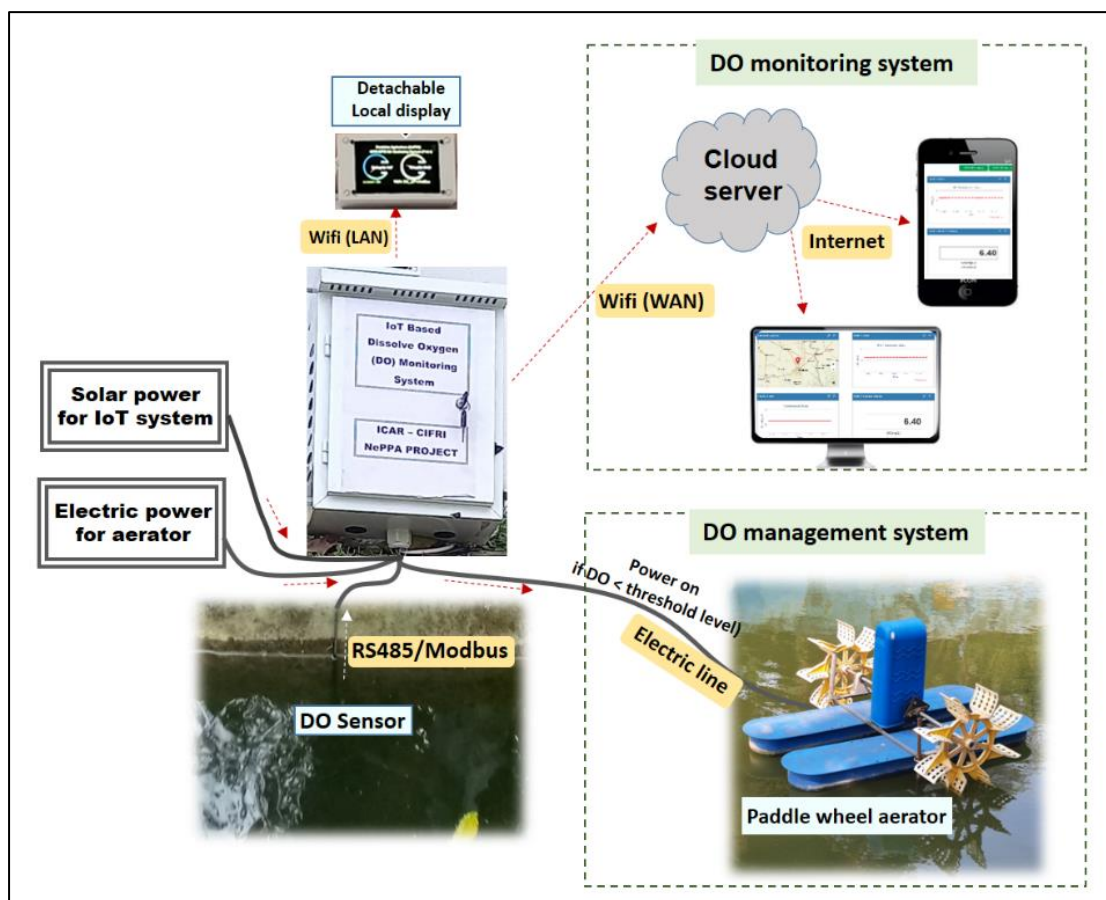 DO monitoring system
Detachable
Local display
Cloud
server
Wifi (LAN)
Internet
6.40
Wifi (WAN)
IoT Based
Dissolve Oxygen
(DO) Monitoring
System
ICAR – CIFRI
NePPA PROJECT
6.40
Solar power
for IoT system
Electric power
for aerator
DO management system
Power on
if DO < threshold level)
Electric line
RS485/Modbus
DO Sensor
Paddle wheel aerator